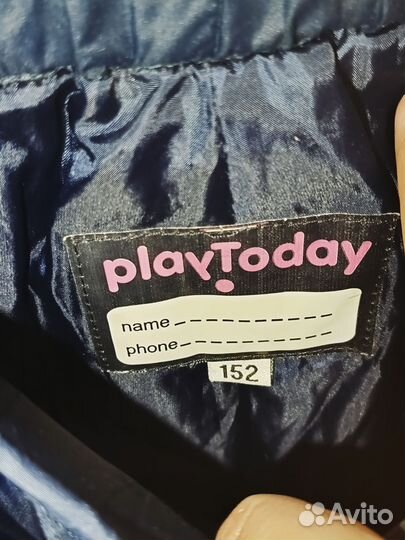 playToday
name ------------
phone ------------
152
Avito